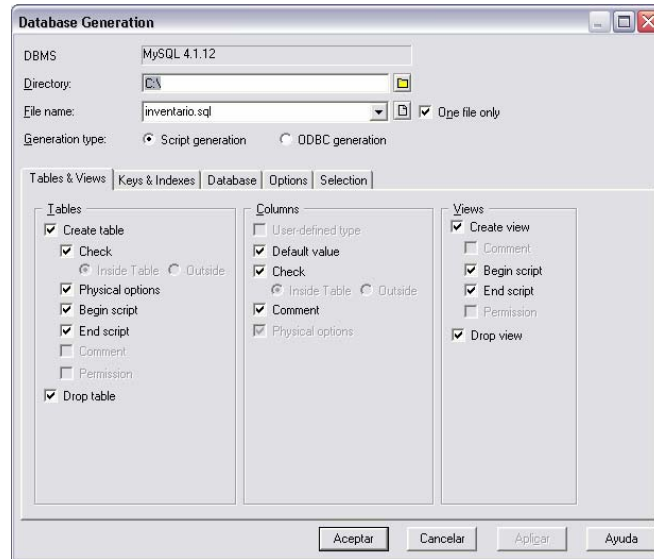 Database Generation
DBMS MySQL 4.1.12
Directory: C:\
File name: inventario.sql One file only
Generation type: Script generation ODBC generation
Tables & Views Keys & Indexes Database Options Selection
Tables
Create table
Check
Inside Table Outside
Physical options
Begin script
End script
Comment
Permission
Drop table
Columns
User-defined type
Default value
Check
Inside Table Outside
Comment
Physical options
Views
Create view
Comment
Begin script
End script
Permission
Drop view
Aceptar Cancelar Aplicar Ayuda